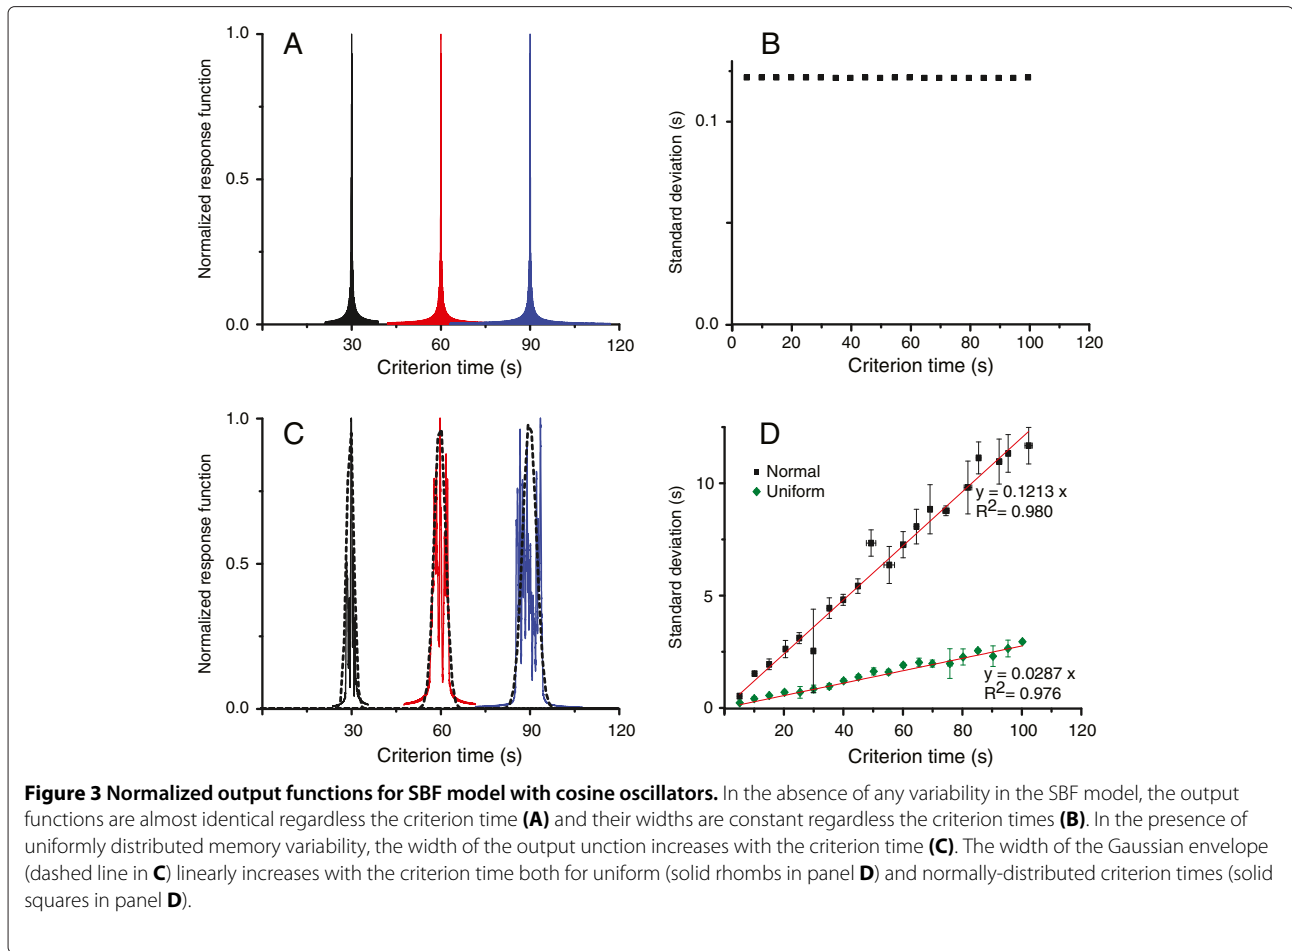 A
Normalized response function
1.0
0.5
0.0
30
60
90
120
Criterion time (s)
B
Standard deviation (s)
0.1
0.0
0
20
40
60
80
100
120
Criterion time (s)
C
Normalized response function
1.0
0.5
0.0
30
60
90
120
Criterion time (s)
D
Standard deviation (s)
10
5
0
Normal
Uniform
y = 0.1213 x
R2= 0.980
y = 0.0287 x
R2= 0.976
20
40
60
80
100
120
Criterion time (s)
Figure 3 Normalized output functions for SBF model with cosine oscillators. In the absence of any variability in the SBF model, the output
functions are almost identical regardless the criterion time (A) and their widths are constant regardless the criterion times (B). In the presence of
uniformly distributed memory variability, the width of the output unction increases with the criterion time (C). The width of the Gaussian envelope
(dashed line in C) linearly increases with the criterion time both for uniform (solid rhombs in panel D) and normally-distributed criterion times (solid
squares in panel D).